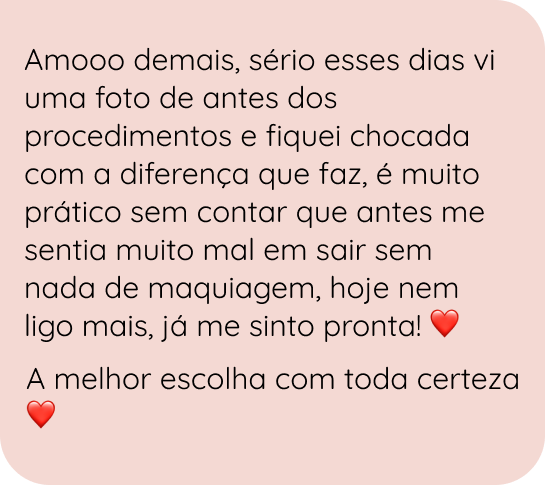 Amooo demais, sério esses dias vi
uma foto de antes dos
procedimentos e fiquei chocada
com a diferença que faz, é muito
prático sem contar que antes me
sentia muito mal em sair sem
nada de maquiagem, hoje nem
ligo mais, já me sinto pronta! ❤️
A melhor escolha com toda certeza
❤️